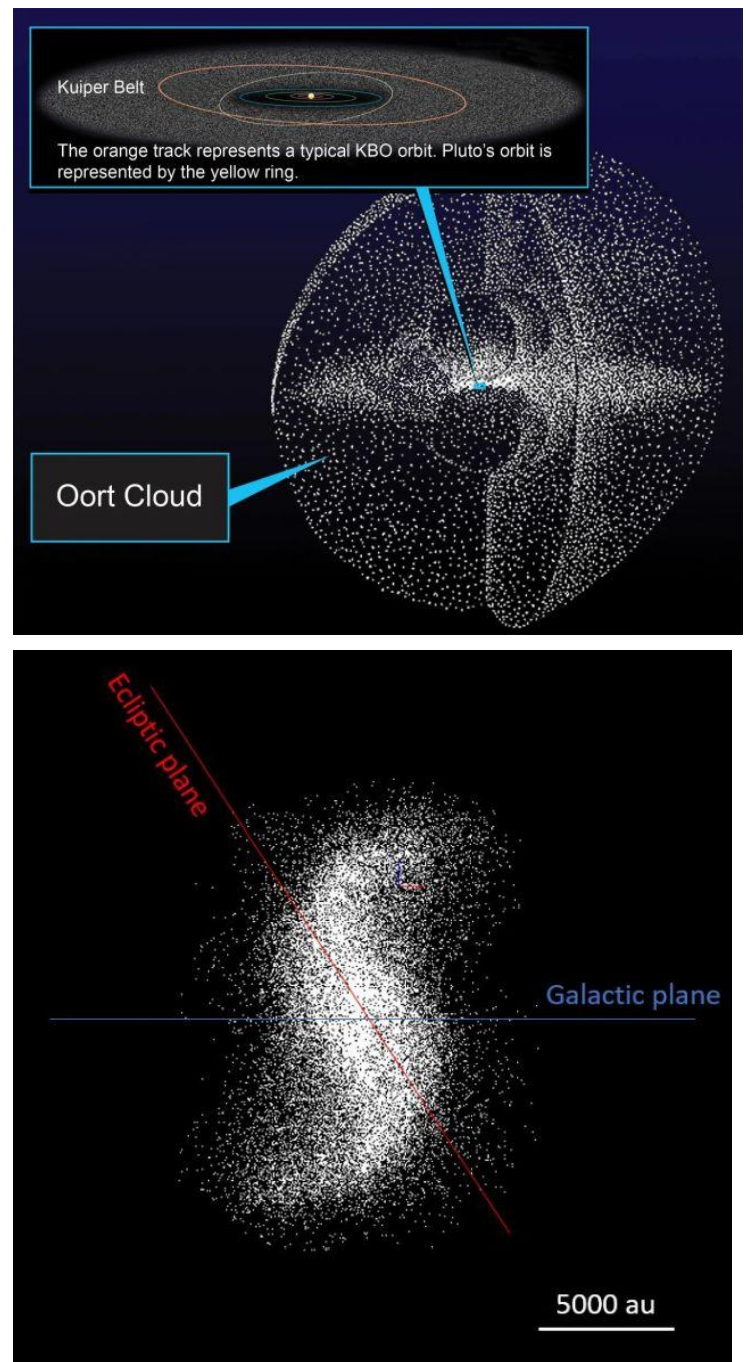 Kuiper Belt
The orange track represents a typical KBO orbit. Pluto's orbit is
represented by the yellow ring.
Oort Cloud
Ecliptic plane
Galactic plane
5000 au